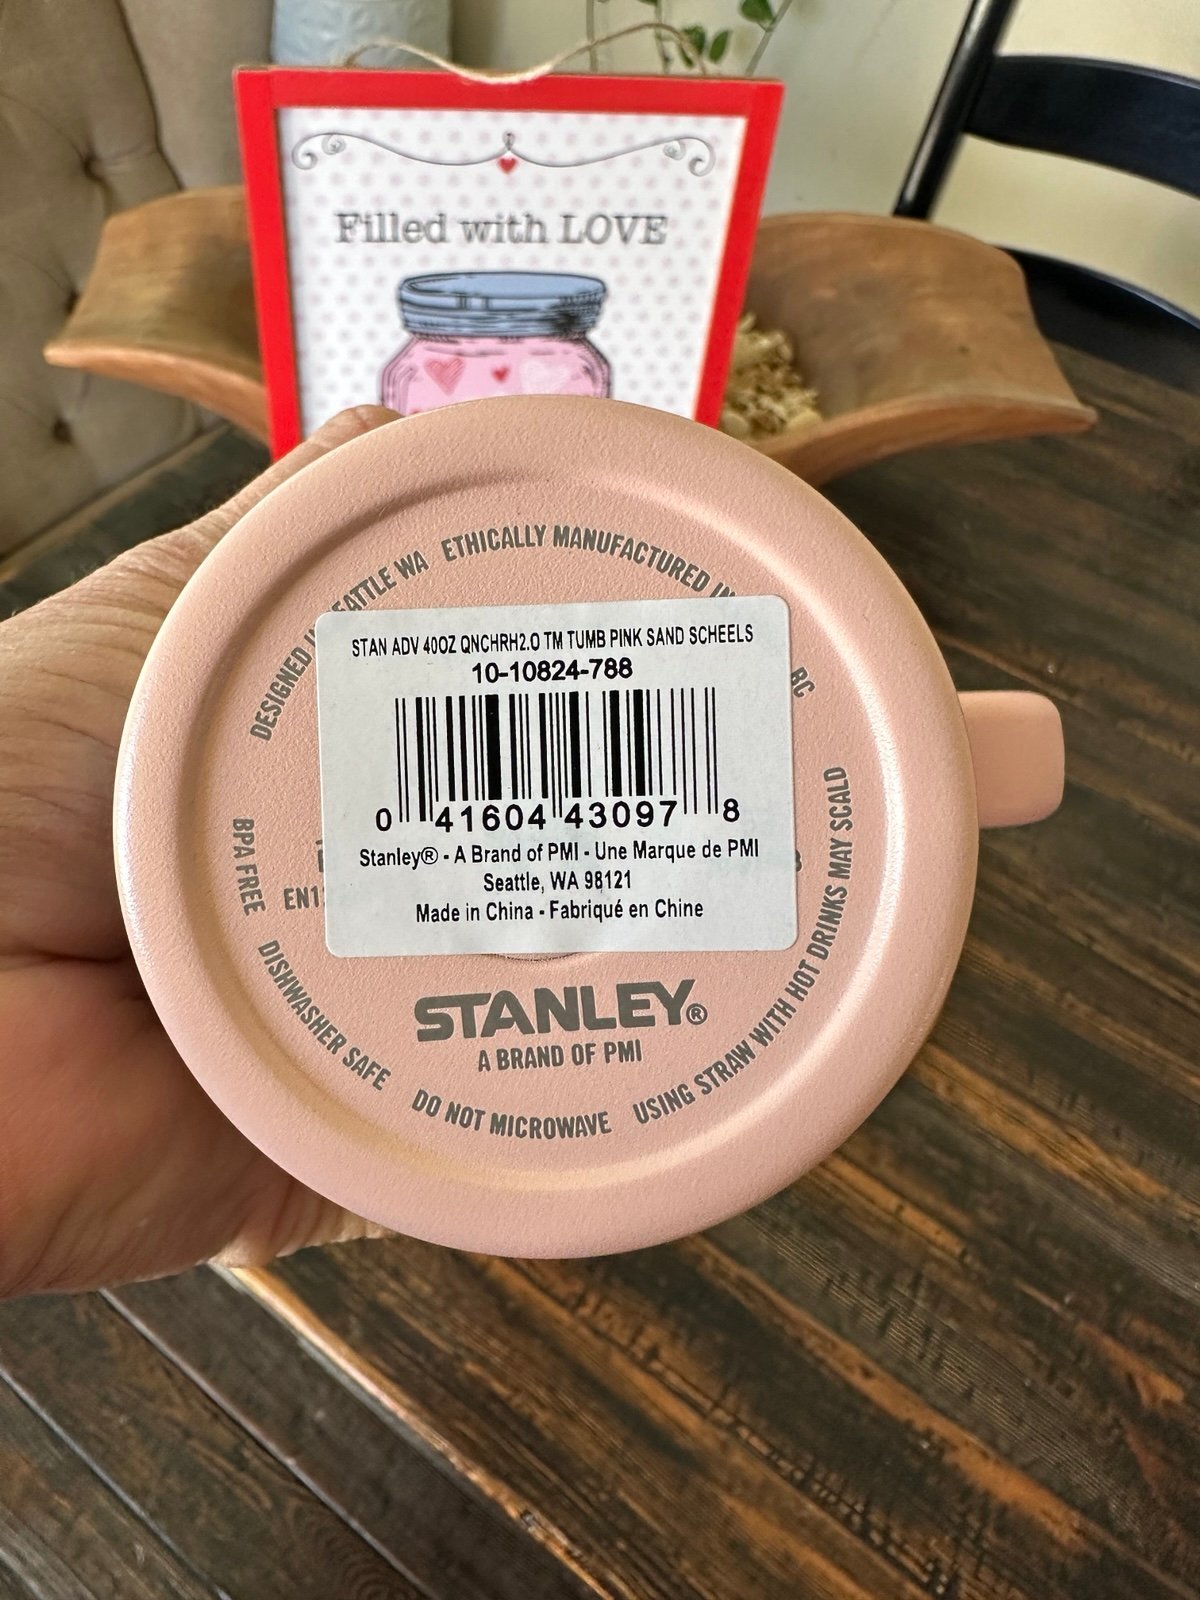 Filled with LOVE
DESIGNED IN SEATTLE WA
ETHICALLY MANUFACTURED IN
RC
STAN ADV 40OZ QNCHRH2.O TM TUMB PINK SAND SCHEELS
10-10824-788
0 41604 43097 8
Stanley® - A Brand of PMI - Une Marque de PMI
Seattle, WA 98121
Made in China - Fabriqué en Chine
BPA FREE
EN1
DISHWASHER SAFE
DO NOT MICROWAVE
USING STRAW WITH HOT DRINKS MAY SCALD
STANLEY®
A BRAND OF PMI